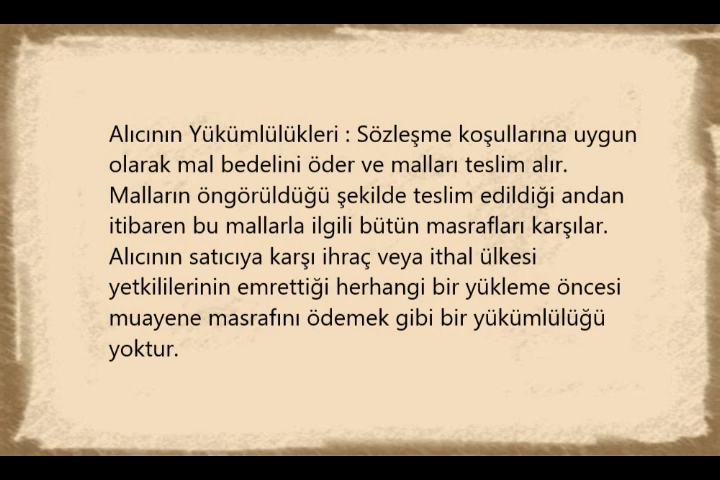 Alıcının Yükümlülükleri : Sözleşme koşullarına uygun
olarak mal bedelini öder ve malları teslim alır.
Malların öngörüldüğü şekilde teslim edildiği andan
itibaren bu mallarla ilgili bütün masrafları karşılar.
Alıcının satıcıya karşı ihraç veya ithal ülkesi
yetkililerinin emrettiği herhangi bir yükleme öncesi
muayene masrafını ödemek gibi bir yükümlülüğü
yoktur.